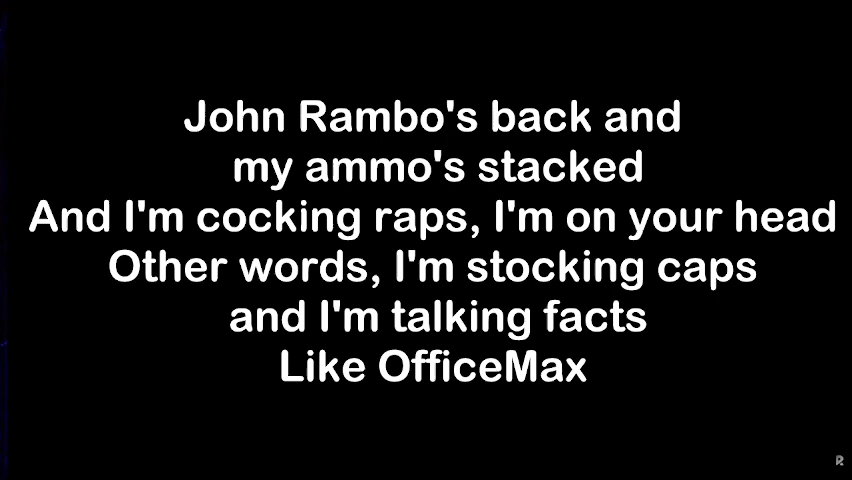 John Rambo's back and
my ammo's stacked
And I'm cocking raps, I'm on your head
Other words, I'm stocking caps
and I'm talking facts
Like OfficeMax